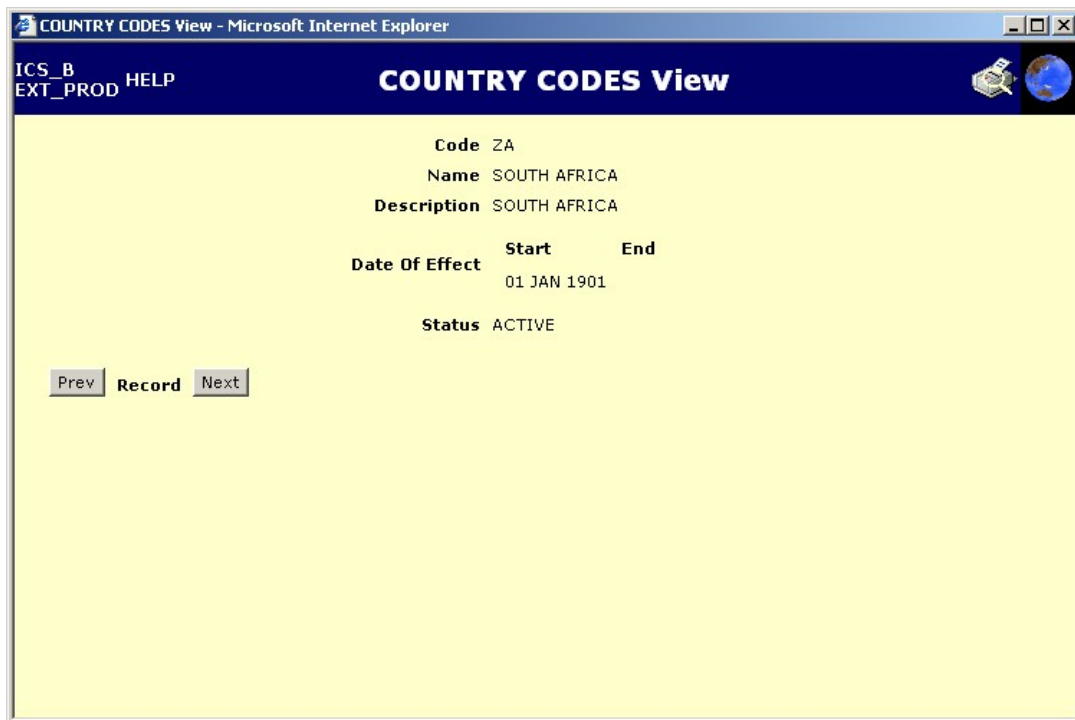 COUNTRY CODES View - Microsoft Internet Explorer
ICS_B
EXT_PROD HELP
COUNTRY CODES View
Code ZA
Name SOUTH AFRICA
Description SOUTH AFRICA
Start End
Date Of Effect
01 JAN 1901
Status ACTIVE
Prev Record Next